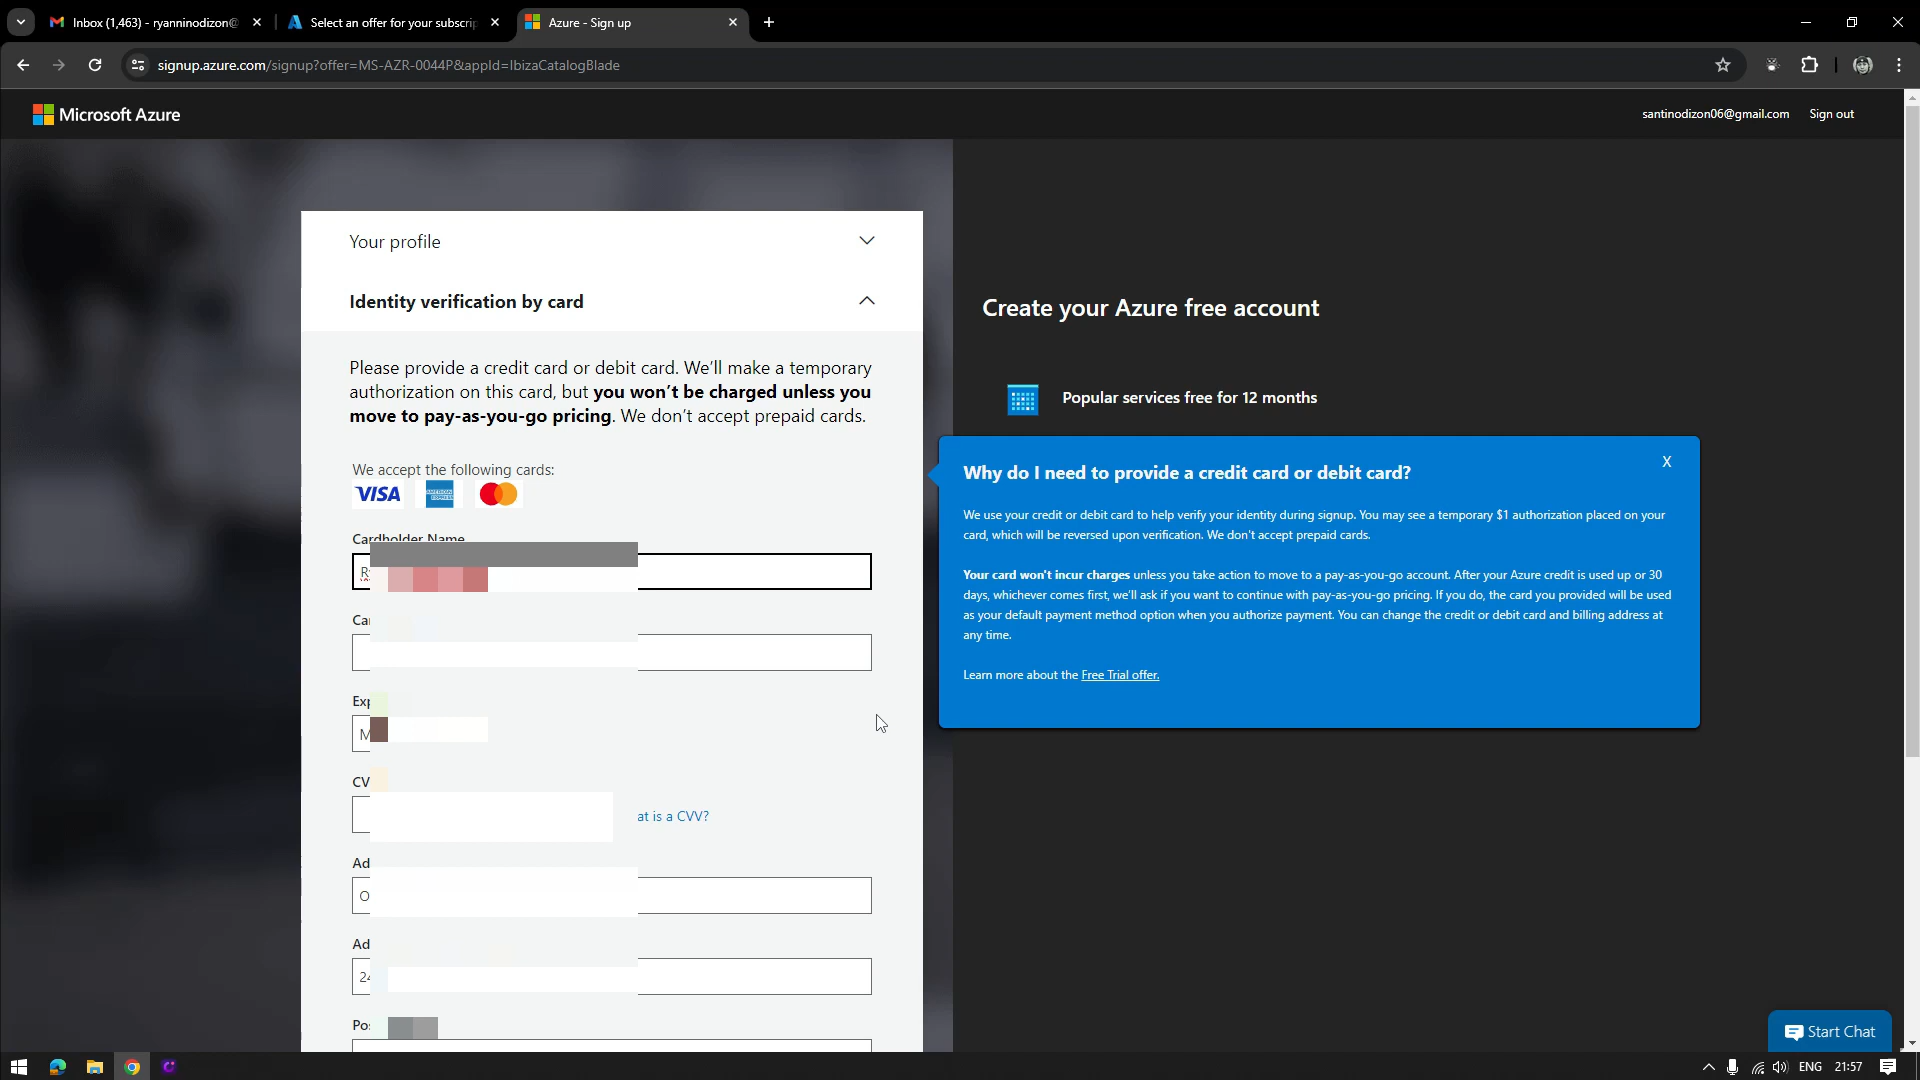 Inbox (1,463) - ryanninodizon@
Select an offer for your subscrip
Azure - Sign up
signup.azure.com/signup?offer=MS-AZR-0044P&appId=IbizaCatalogBlade
Microsoft Azure
santinodizon06@gmail.com
Sign out
Your profile
Identity verification by card
Please provide a credit card or debit card. We'll make a temporary
authorization on this card, but you won't be charged unless you
move to pay-as-you-go pricing. We don't accept prepaid cards.
We accept the following cards:
VISA
AMERICAN EXPRESS
Cardholder Name
R
Car
Exp
M
CV
at is a CVV?
Ad
O
Ad
24
Pos
Create your Azure free account
Popular services free for 12 months
Why do I need to provide a credit card or debit card?
X
We use your credit or debit card to help verify your identity during signup. You may see a temporary $1 authorization placed on your
card, which will be reversed upon verification. We don't accept prepaid cards.
Your card won't incur charges unless you take action to move to a pay-as-you-go account. After your Azure credit is used up or 30
days, whichever comes first, we'll ask if you want to continue with pay-as-you-go pricing. If you do, the card you provided will be used
as your default payment method option when you authorize payment. You can change the credit or debit card and billing address at
any time.
Learn more about the Free Trial offer.
Start Chat
ENG
21:57